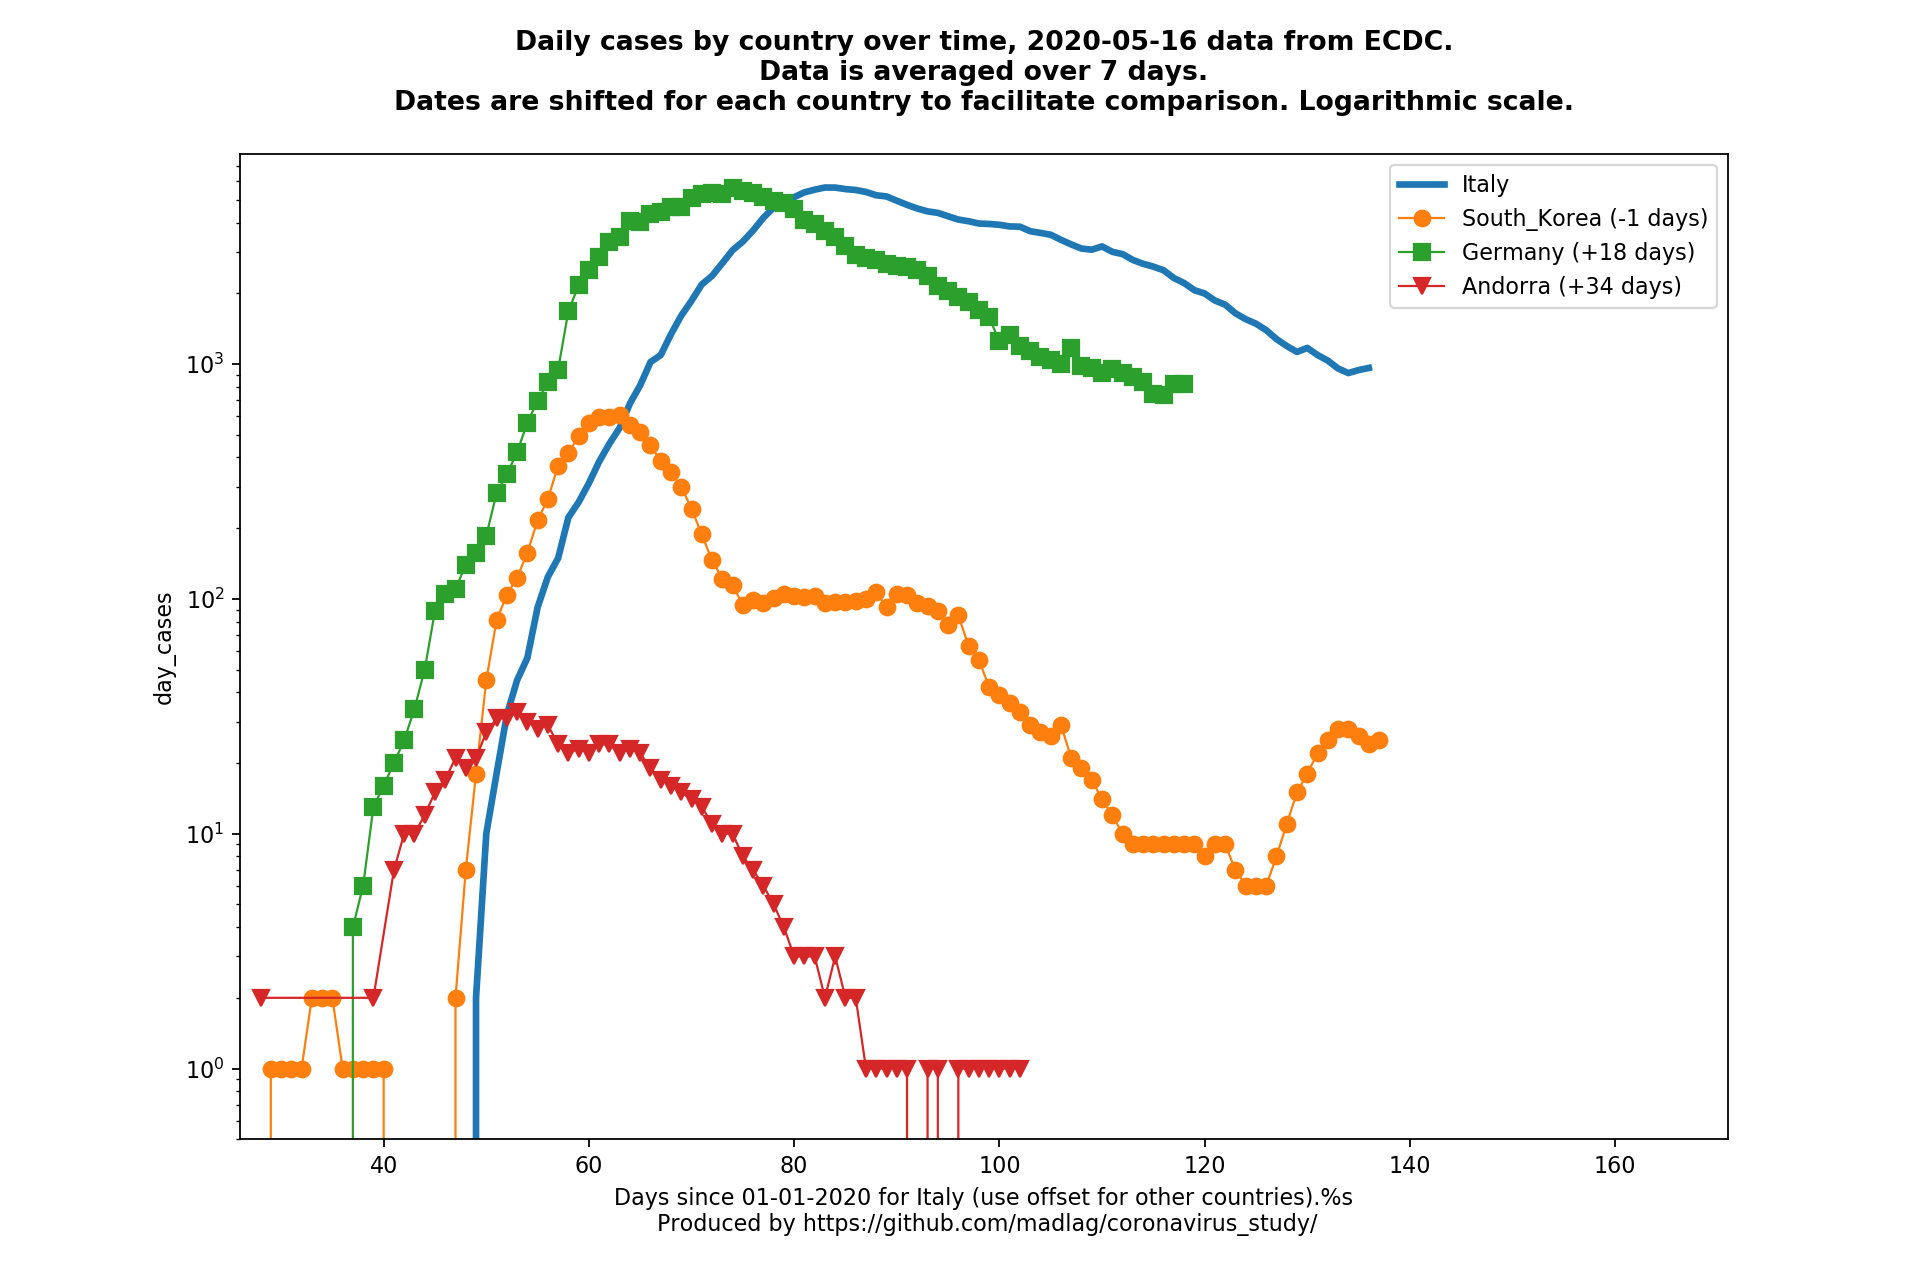 Daily cases by country over time, 2020-05-16 data from ECDC.
Data is averaged over 7 days.
Dates are shifted for each country to facilitate comparison. Logarithmic scale.
Italy
South_Korea (-1 days)
Germany (+18 days)
Andorra (+34 days)
day_cases
10³
10²
10¹
10⁰
40 60 80 100 120 140 160
Days since 01-01-2020 for Italy (use offset for other countries).%s
Produced by https://github.com/madlag/coronavirus_study/